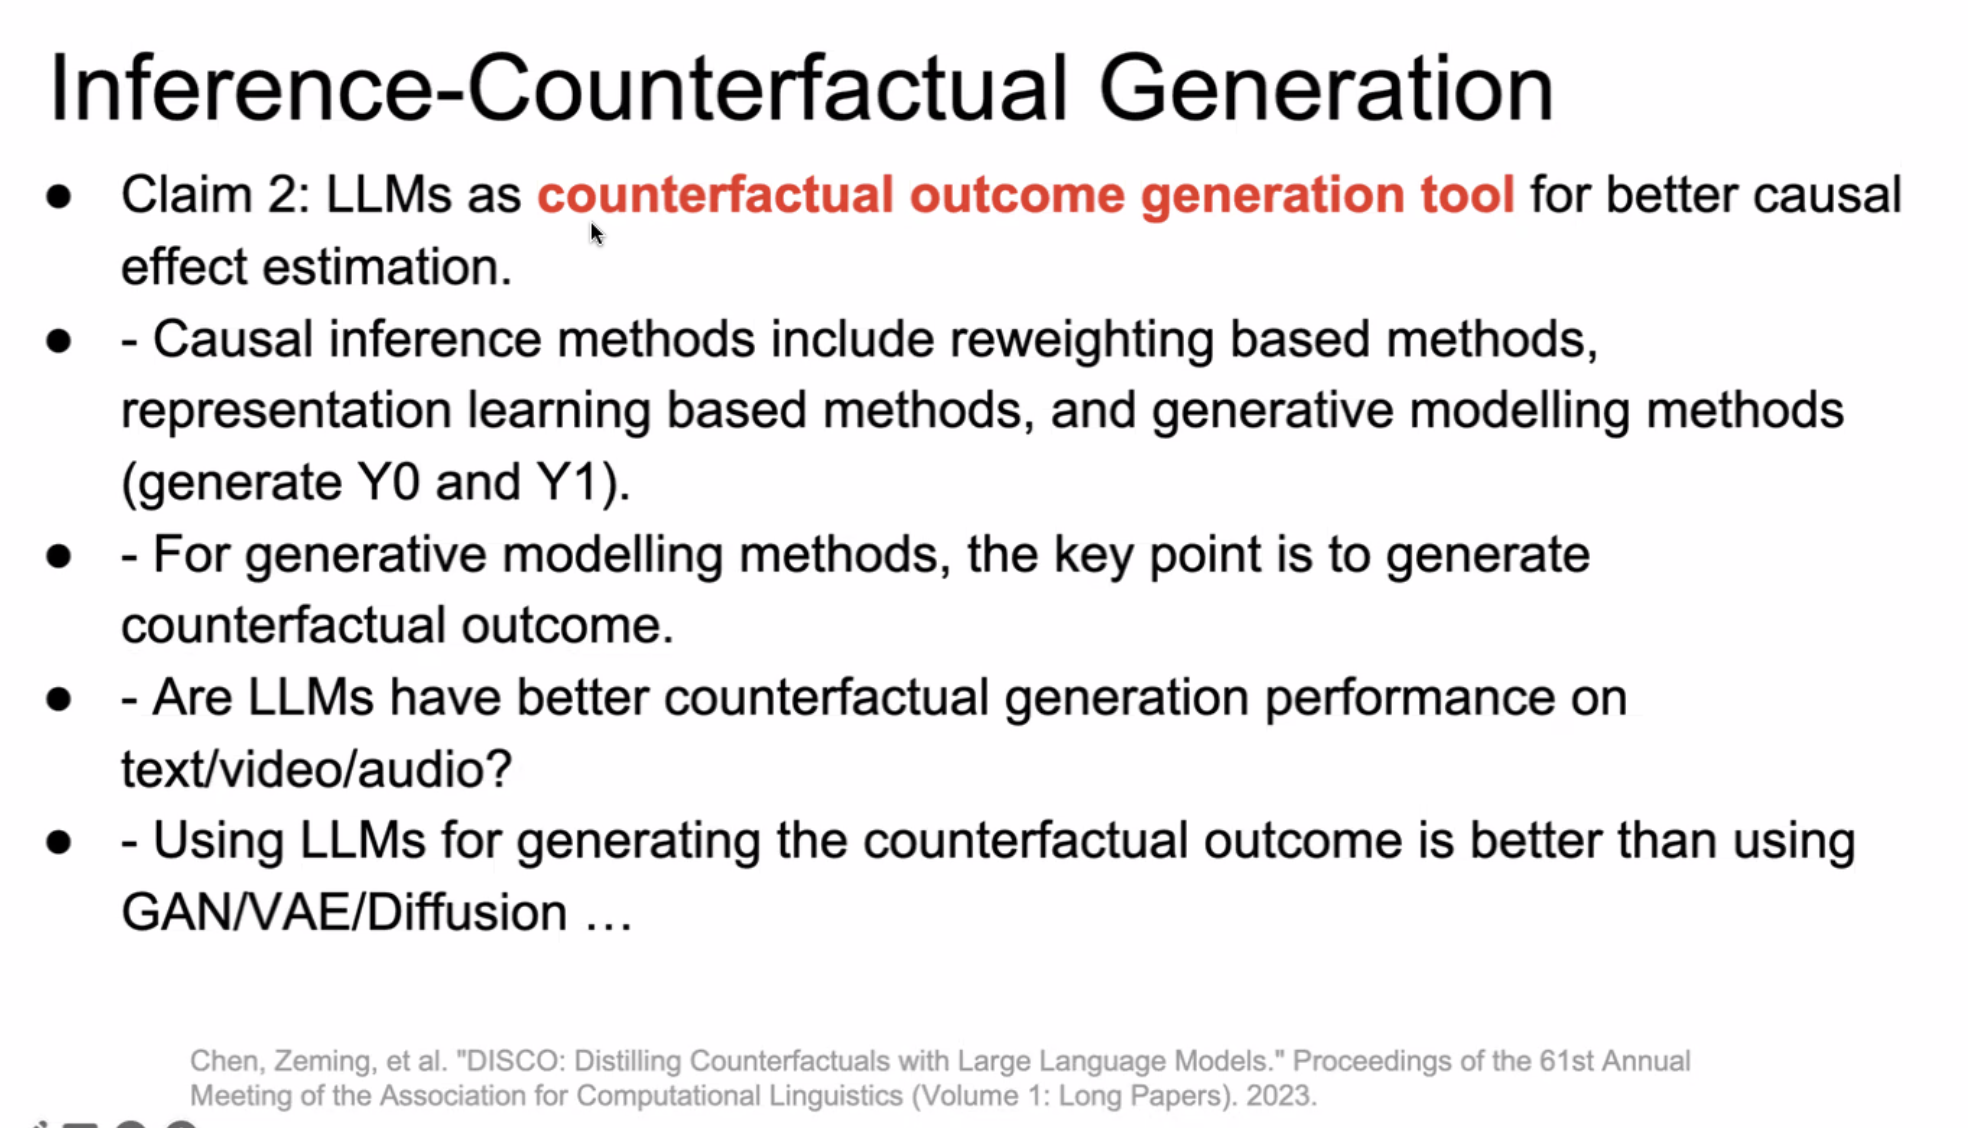 Inference-Counterfactual Generation
● Claim 2: LLMs as counterfactual outcome generation tool for better causal
effect estimation.
● - Causal inference methods include reweighting based methods,
representation learning based methods, and generative modelling methods
(generate Y0 and Y1).
● - For generative modelling methods, the key point is to generate
counterfactual outcome.
● - Are LLMs have better counterfactual generation performance on
text/video/audio?
● - Using LLMs for generating the counterfactual outcome is better than using
GAN/VAE/Diffusion …
Chen, Zeming, et al. "DISCO: Distilling Counterfactuals with Large Language Models." Proceedings of the 61st Annual
Meeting of the Association for Computational Linguistics (Volume 1: Long Papers). 2023.